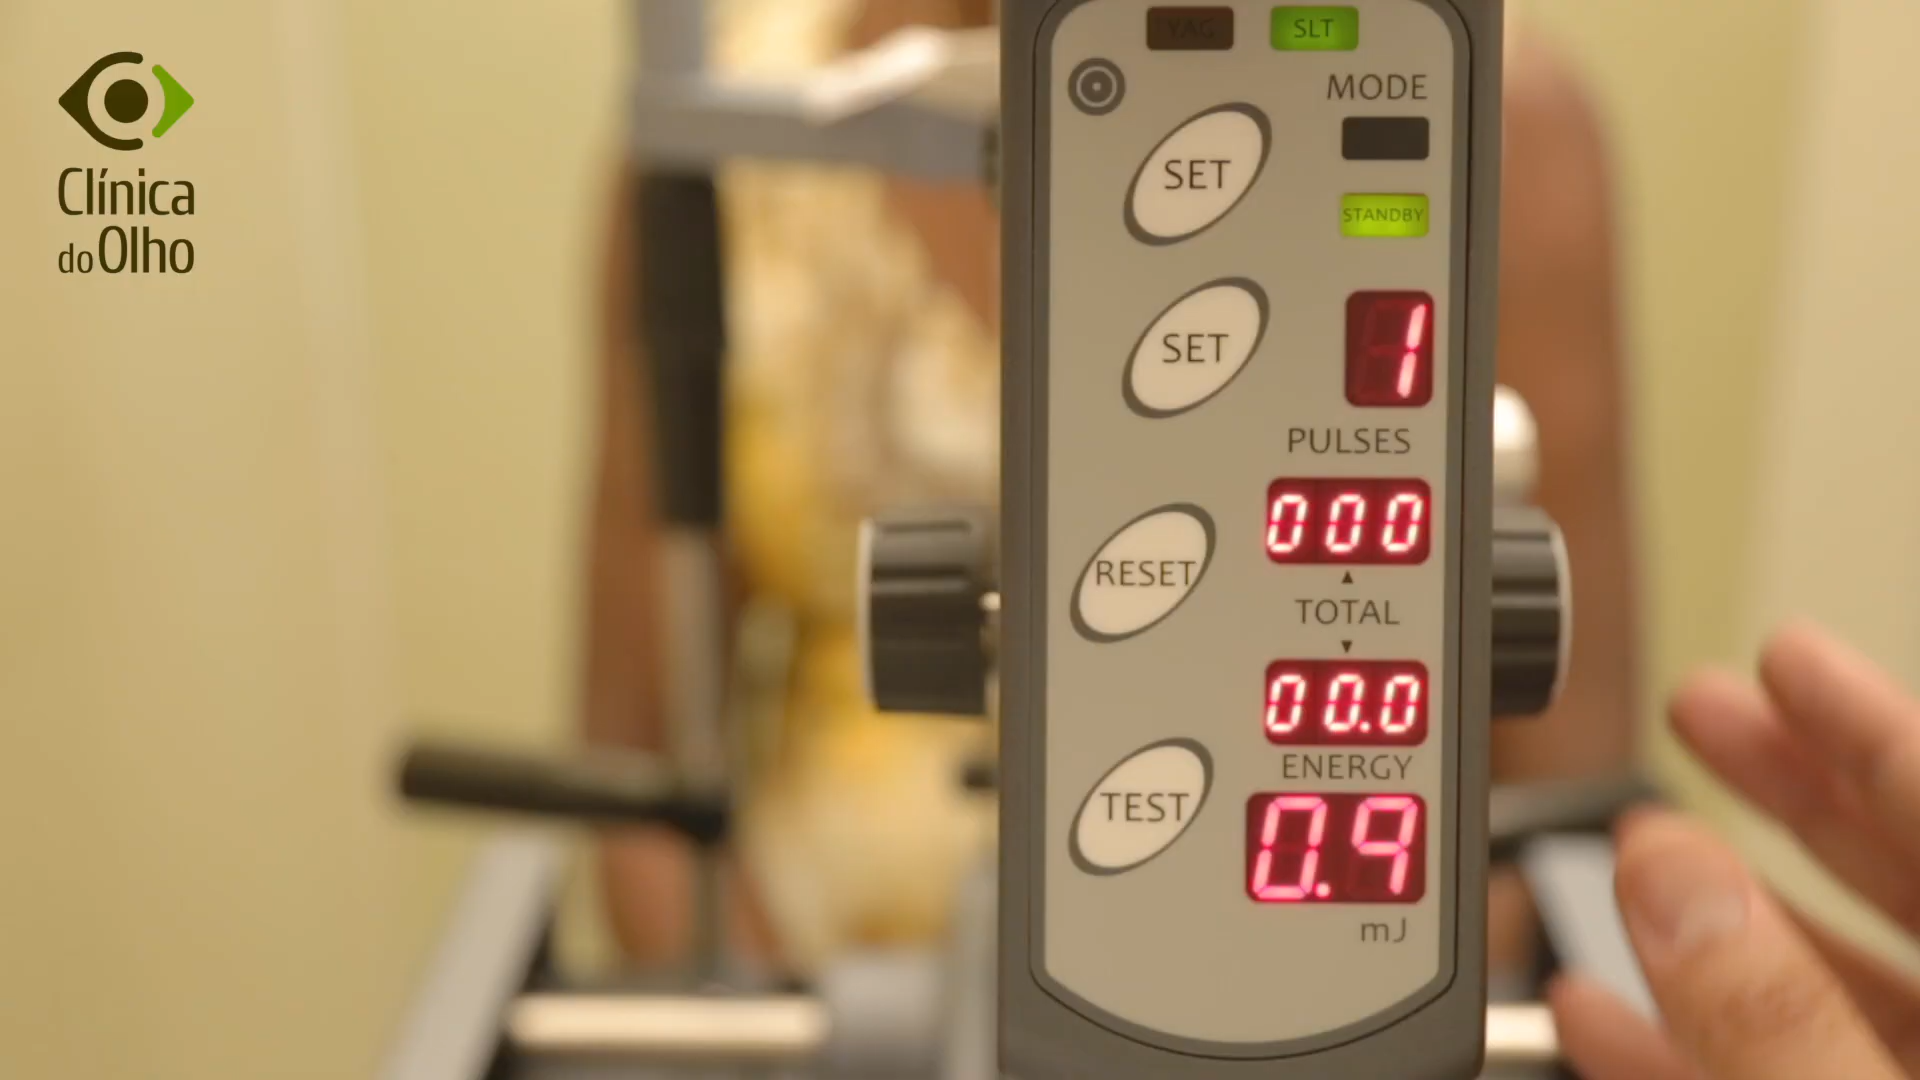 Clínica
do Olho
YAG SLT
MODE
SET
STANDBY
SET
1
PULSES
000
RESET
▲
TOTAL
▼
00.0
ENERGY
TEST
0.9
mJ